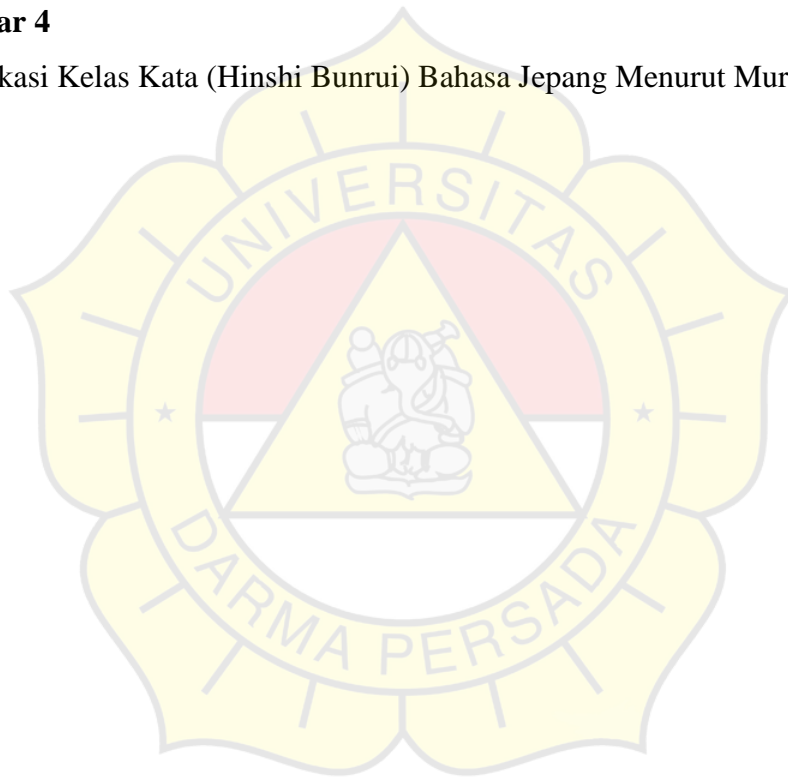 ar 4
kasi Kelas Kata (Hinshi Bunrui) Bahasa Jepang Menurut Mur
UNIVERSITAS
DARMA PERSADA